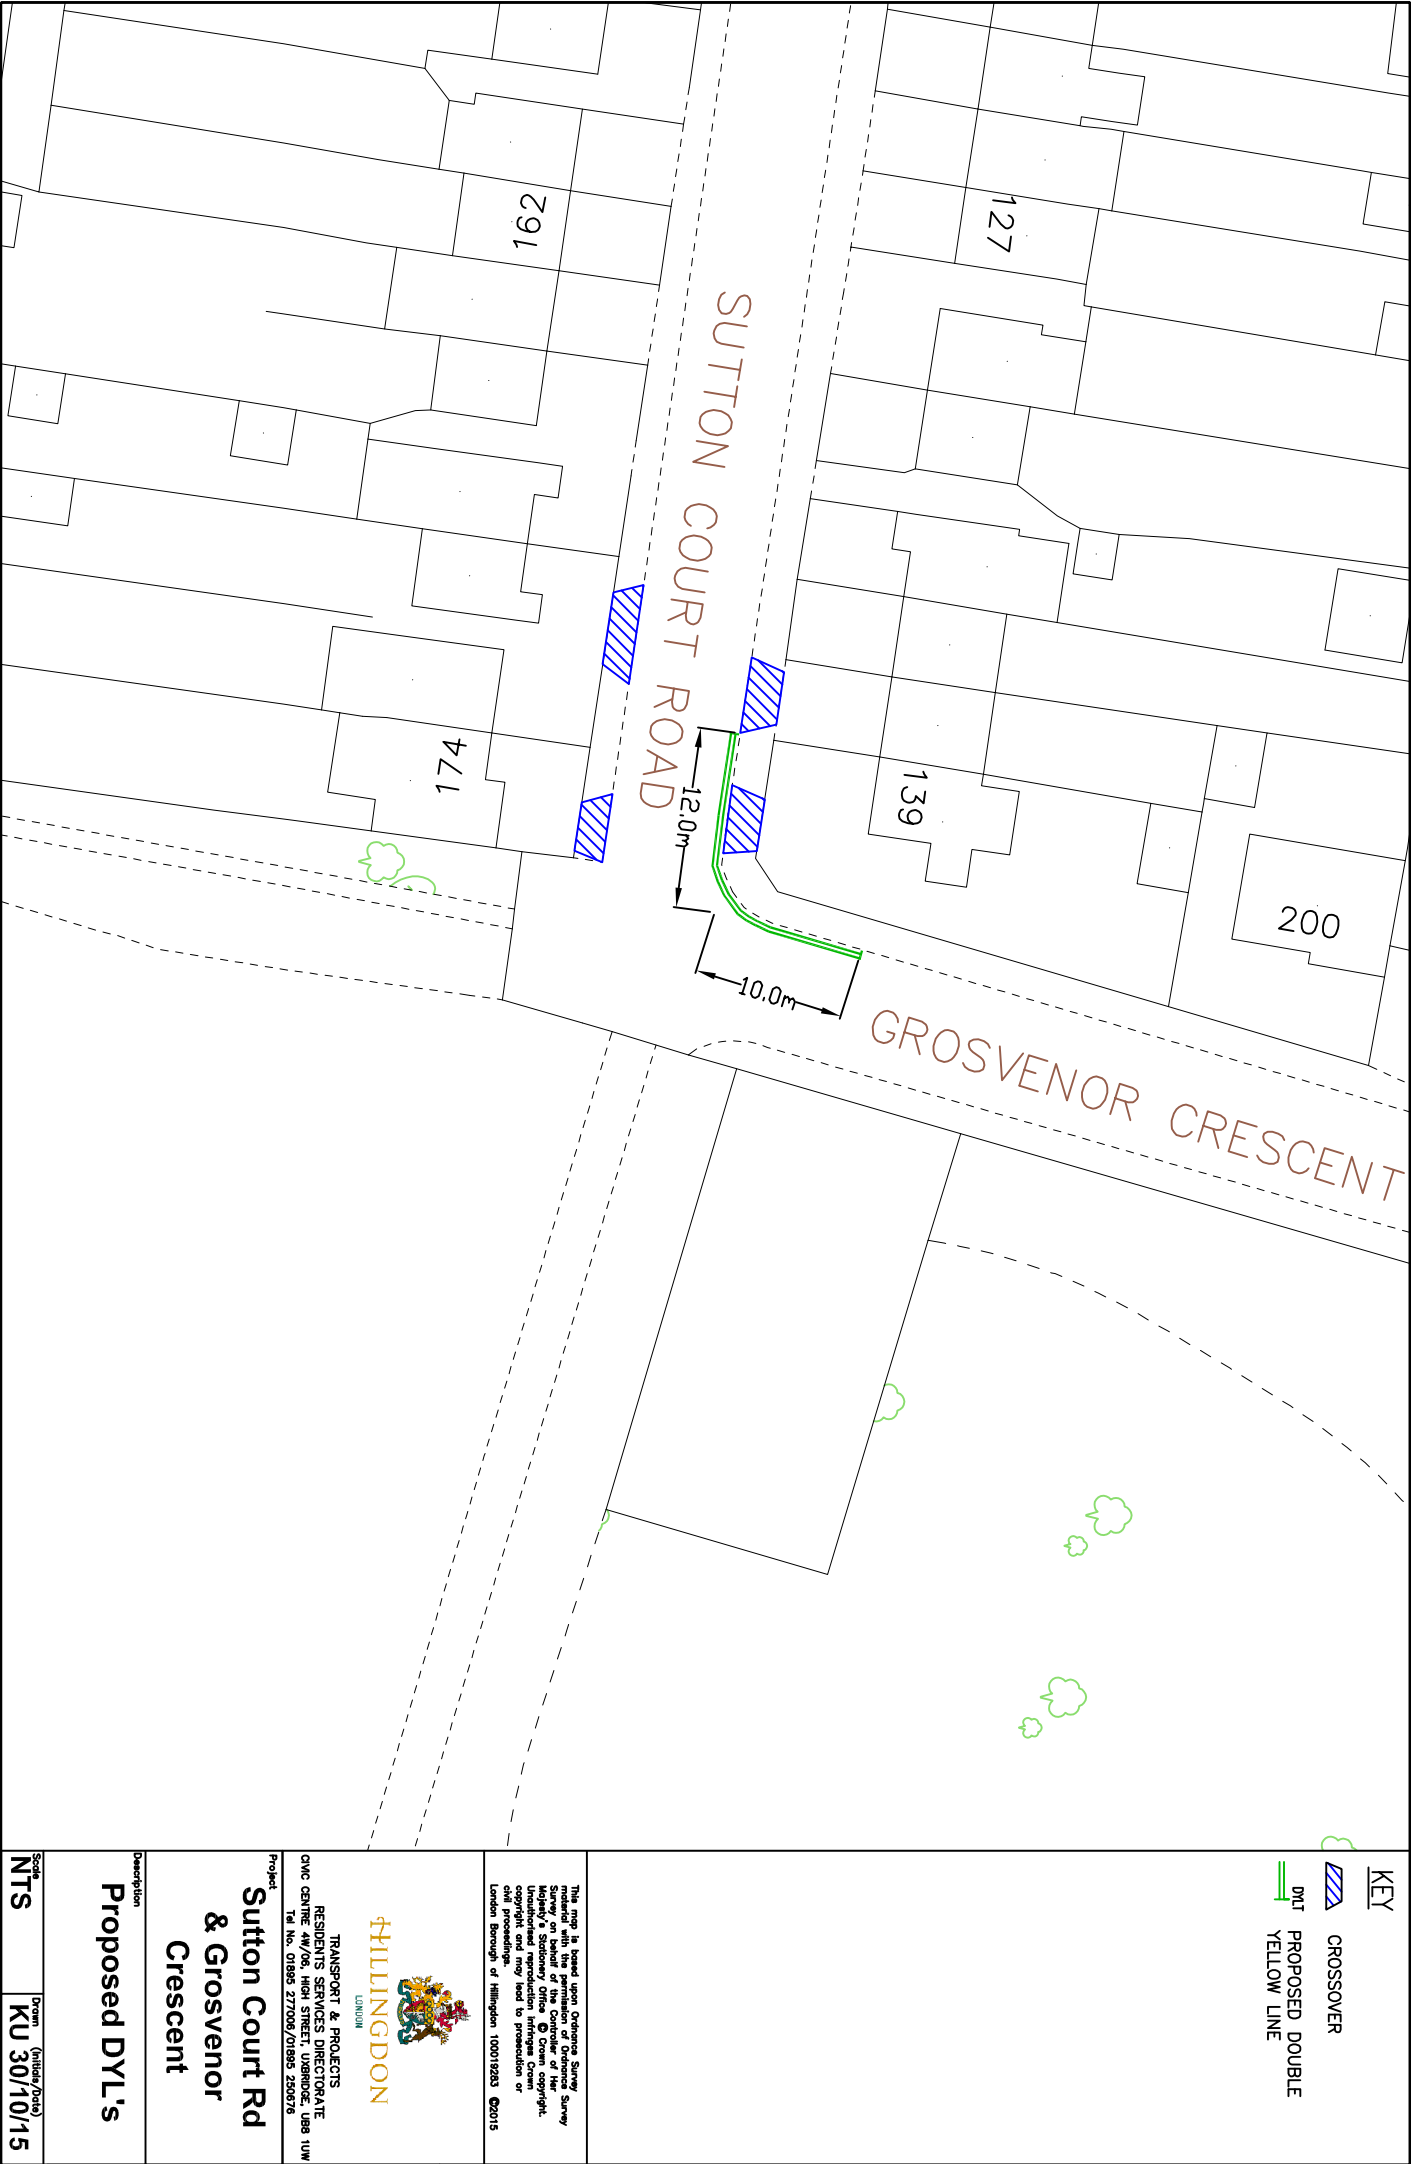 162
127
SUTTON COURT ROAD
174
139
200
12.0m
10.0m
GROSVENOR CRESCENT
KEY
CROSSOVER
DYLT
PROPOSED DOUBLE
YELLOW LINE
This map is based upon Ordnance Survey
material with the permission of Ordnance Survey
Survey on behalf of the Controller of Her
Majesty's Stationery Office © Crown copyright.
Unauthorised reproduction infringes Crown
copyright and may lead to prosecution or
civil proceedings.
London Borough of Hillingdon 100019283 ©2015
HILLINGDON
LONDON
TRANSPORT & PROJECTS
RESIDENTS SERVICES DIRECTORATE
CIVIC CENTRE 4W/06, HIGH STREET, UXBRIDGE, UB8 1UW
Tel No. 01895 277006/01895 250676
Project
Sutton Court Rd
& Grosvenor
Crescent
Description
Proposed DYL's
Scale
NTS
Drawn (Initials/Date)
KU 30/10/15